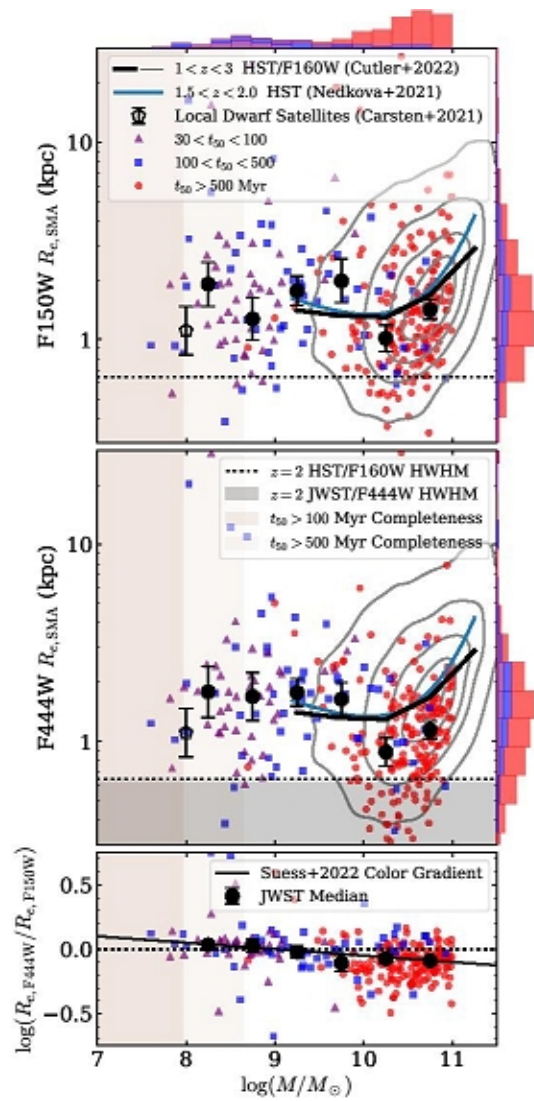 1 < z < 3 HST/F160W (Cutler+2022)
1.5 < z < 2.0 HST (Nedkova+2021)
Local Dwarf Satellites (Carsten+2021)
30 < t₅₀ < 100
100 < t₅₀ < 500
t₅₀ > 500 Myr
10
1
F150W Rₑ,SMA (kpc)
z = 2 HST/F160W HWHM
z = 2 JWST/F444W HWHM
t₅₀ > 100 Myr Completeness
t₅₀ > 500 Myr Completeness
10
1
F444W Rₑ,SMA (kpc)
Suess+2022 Color Gradient
JWST Median
0.5
0.0
−0.5
log(Rₑ,F444W/Rₑ,F150W)
7 8 9 10 11
log(M/M⊙)